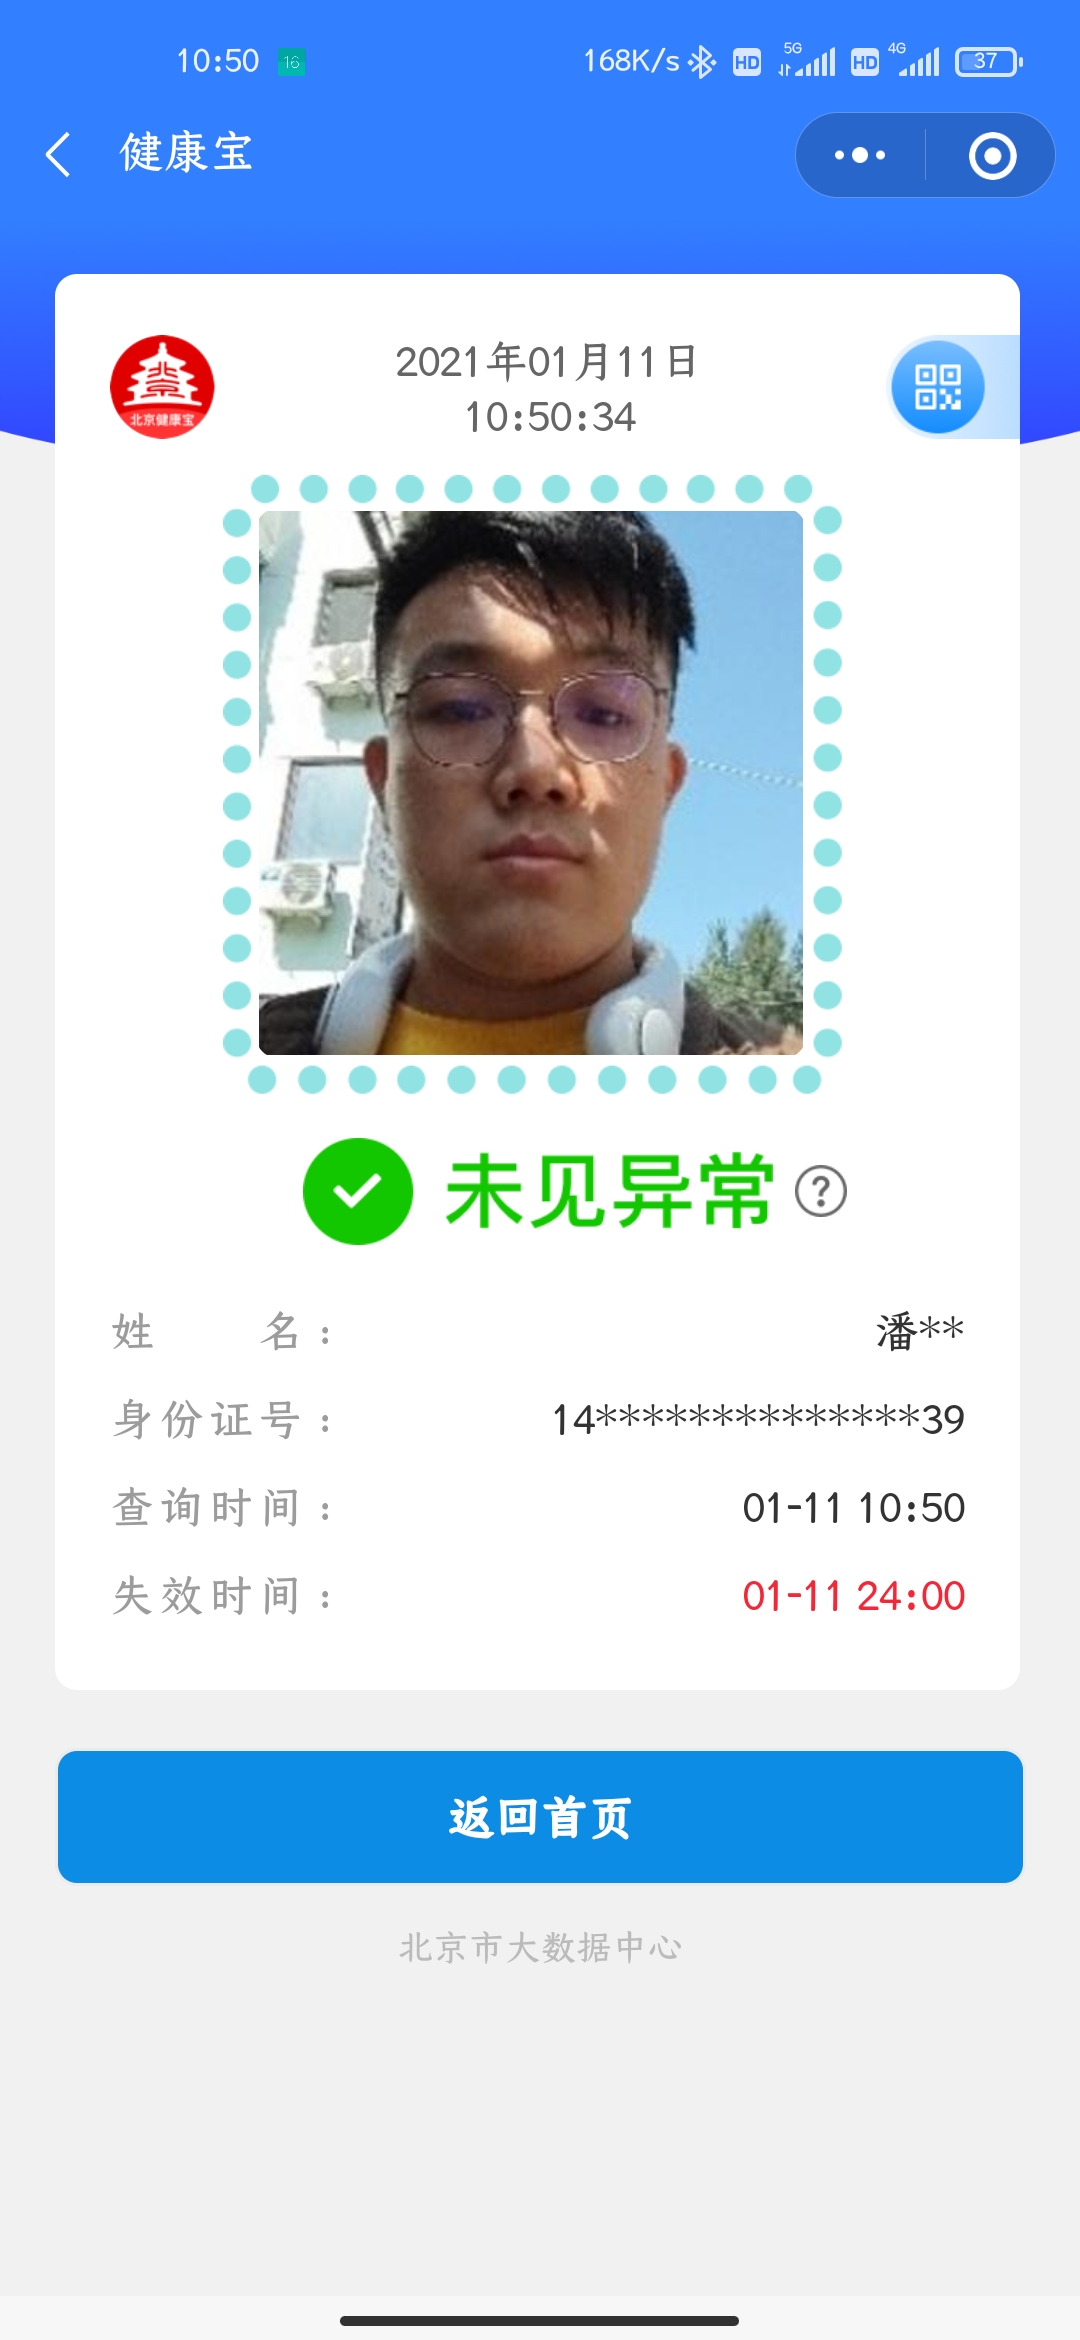 10:50 16 168K/s HD 5G HD 4G 37
健康宝
2021年01月11日
10:50:34
北京健康宝
未见异常 ?
姓名: 潘**
身份证号: 14**************39
查询时间: 01-11 10:50
失效时间: 01-11 24:00
返回首页
北京市大数据中心